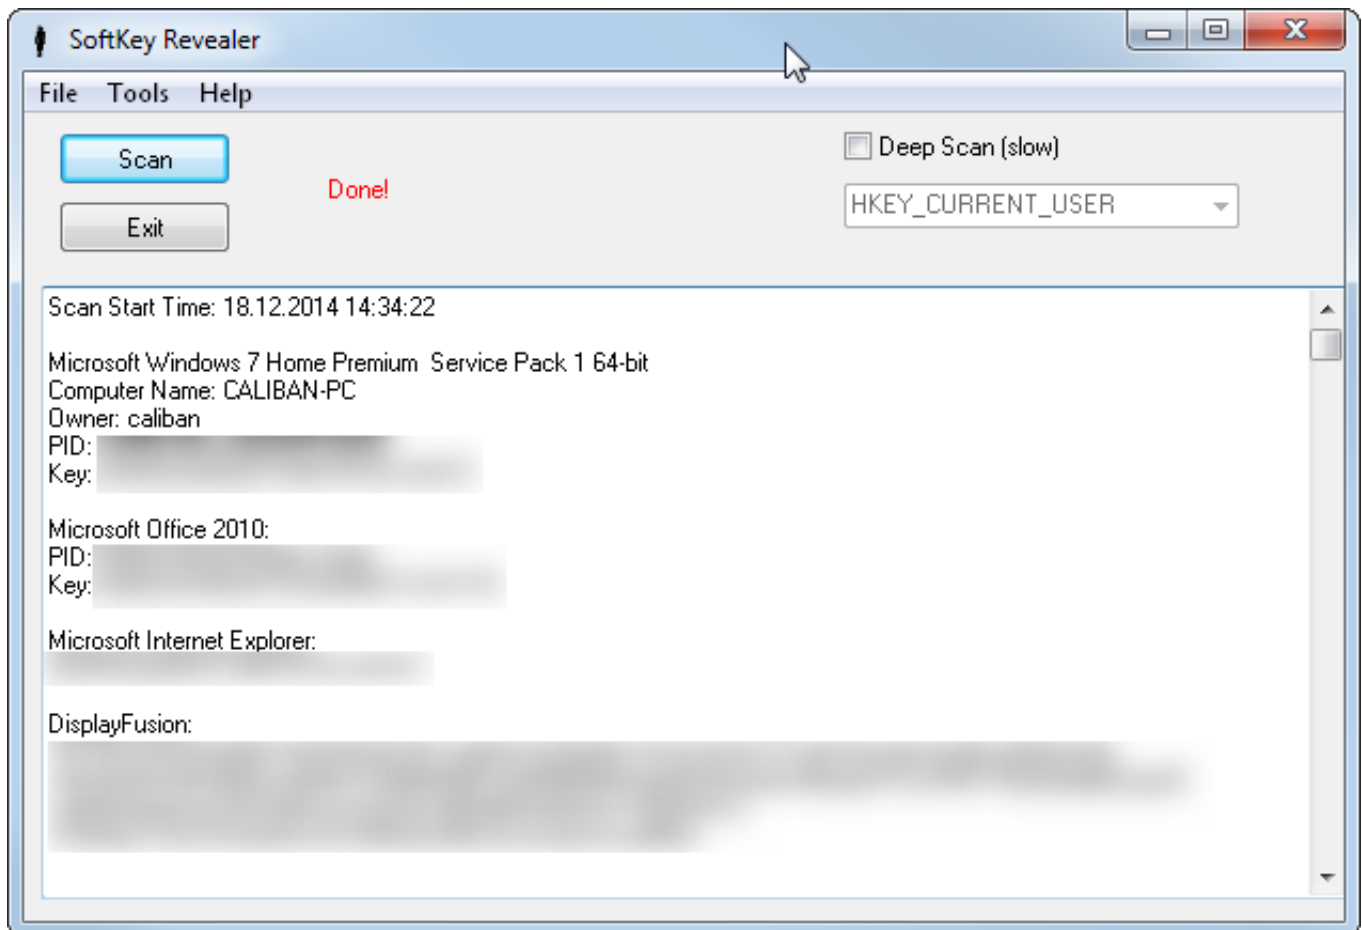 SoftKey Revealer
File Tools Help
Scan
Exit
Done!
Deep Scan (slow)
HKEY_CURRENT_USER
Scan Start Time: 18.12.2014 14:34:22
Microsoft Windows 7 Home Premium  Service Pack 1 64-bit
Computer Name: CALIBAN-PC
Owner: caliban
PID:
Key:
Microsoft Office 2010:
PID:
Key:
Microsoft Internet Explorer:
DisplayFusion: